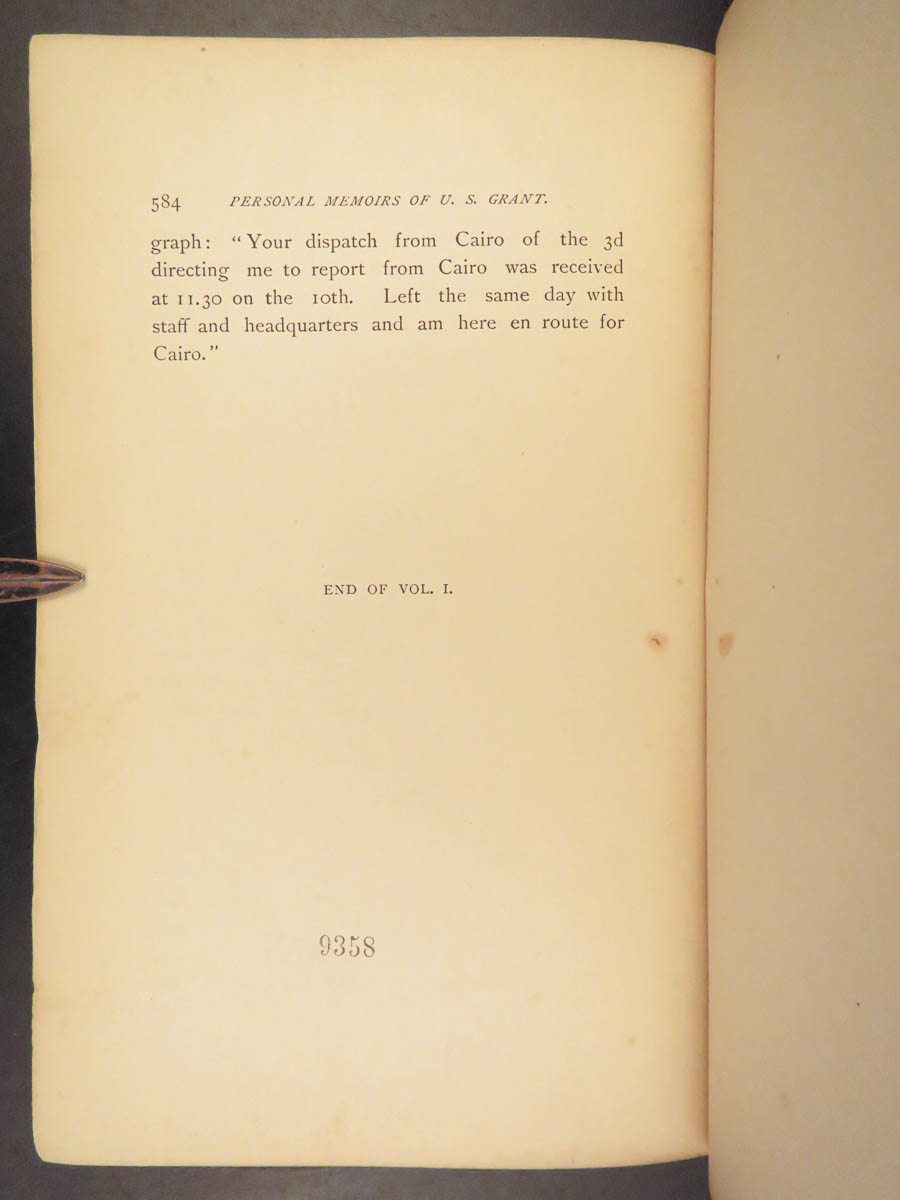 584 PERSONAL MEMOIRS OF U. S. GRANT.
graph: “Your dispatch from Cairo of the 3d
directing me to report from Cairo was received
at 11.30 on the 10th. Left the same day with
staff and headquarters and am here en route for
Cairo.”
END OF VOL. I.
9358